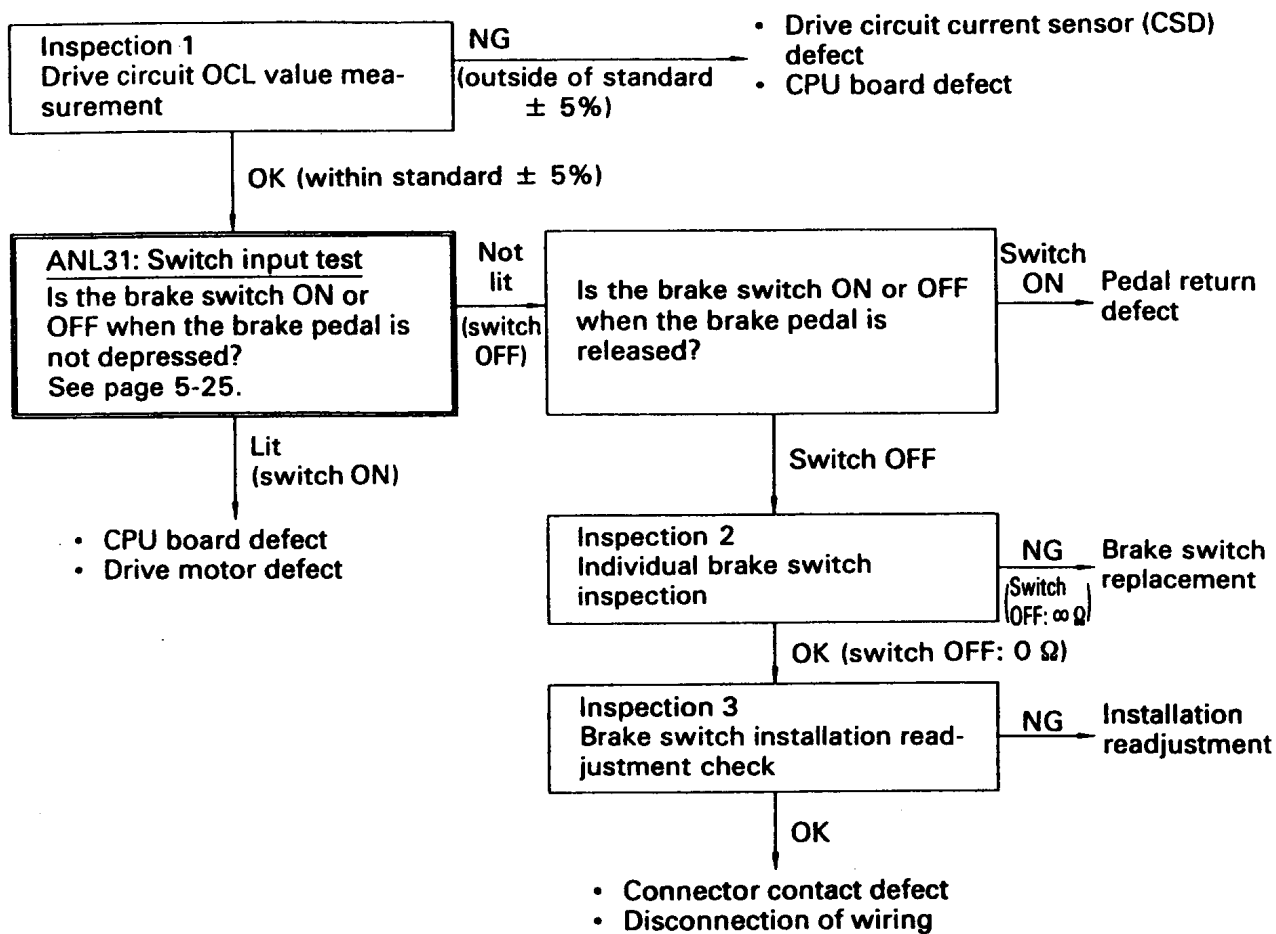 Inspection 1
Drive circuit OCL value mea-
surement
NG
(outside of standard
± 5%)
• Drive circuit current sensor (CSD)
defect
• CPU board defect
OK (within standard ± 5%)
ANL31: Switch input test
Is the brake switch ON or
OFF when the brake pedal is
not depressed?
See page 5-25.
Not
lit
(switch
OFF)
Is the brake switch ON or OFF
when the brake pedal is
released?
Switch
ON
Pedal return
defect
Lit
(switch ON)
• CPU board defect
• Drive motor defect
Switch OFF
Inspection 2
Individual brake switch
inspection
NG
(Switch
OFF: ∞ Ω)
Brake switch
replacement
OK (switch OFF: 0 Ω)
Inspection 3
Brake switch installation read-
justment check
NG
Installation
readjustment
OK
• Connector contact defect
• Disconnection of wiring